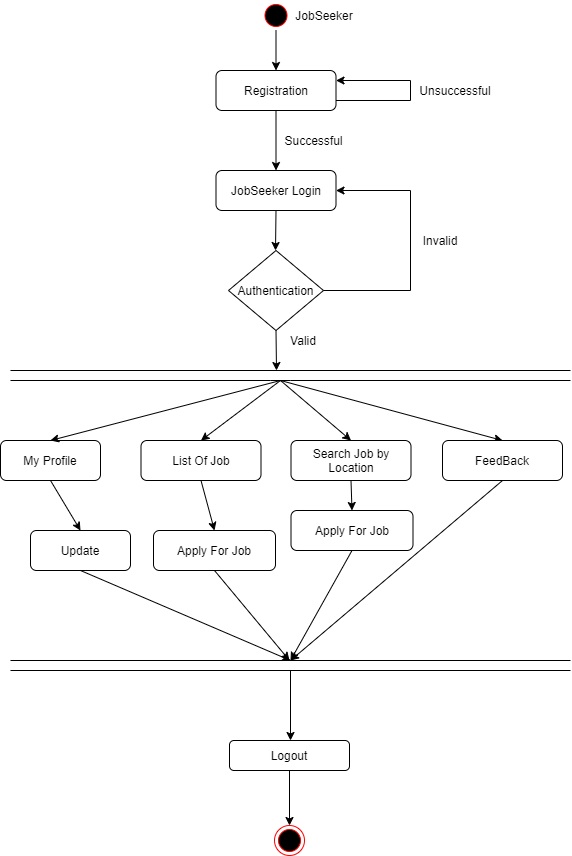 JobSeeker
Registration
Unsuccessful
Successful
JobSeeker Login
Invalid
Authentication
Valid
My Profile
List Of Job
Search Job by
Location
FeedBack
Update
Apply For Job
Apply For Job
Logout